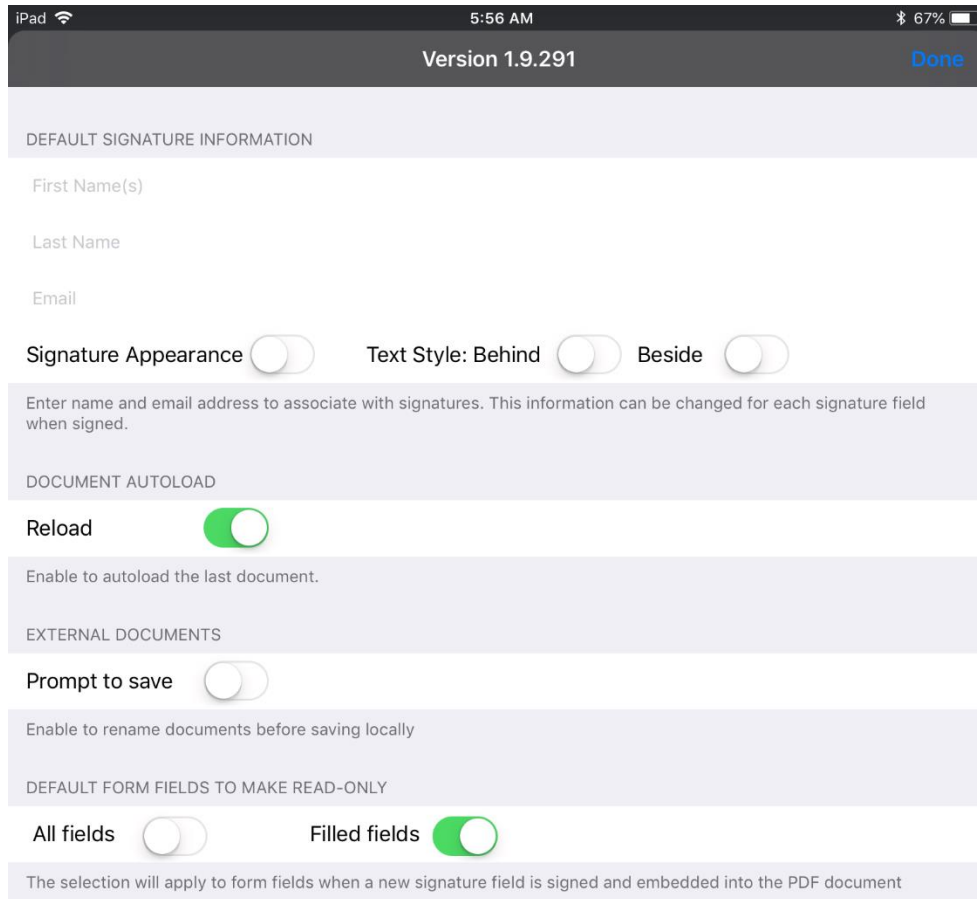 iPad 5:56 AM 67%
Version 1.9.291 Done
DEFAULT SIGNATURE INFORMATION
First Name(s)
Last Name
Email
Signature Appearance Text Style: Behind Beside
Enter name and email address to associate with signatures. This information can be changed for each signature field
when signed.
DOCUMENT AUTOLOAD
Reload
Enable to autoload the last document.
EXTERNAL DOCUMENTS
Prompt to save
Enable to rename documents before saving locally
DEFAULT FORM FIELDS TO MAKE READ-ONLY
All fields Filled fields
The selection will apply to form fields when a new signature field is signed and embedded into the PDF document